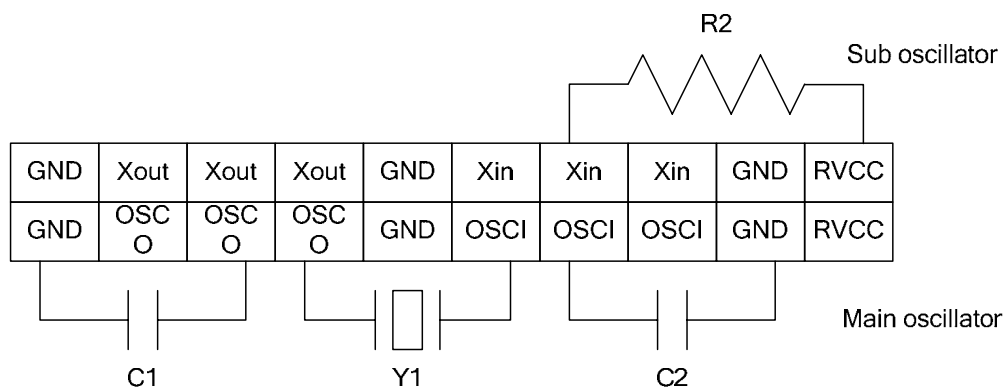 R2
Sub oscillator
GND Xout Xout Xout GND Xin Xin Xin GND RVCC
GND OSC O OSC O OSC O GND OSCI OSCI OSCI GND RVCC
Main oscillator
C1 Y1 C2